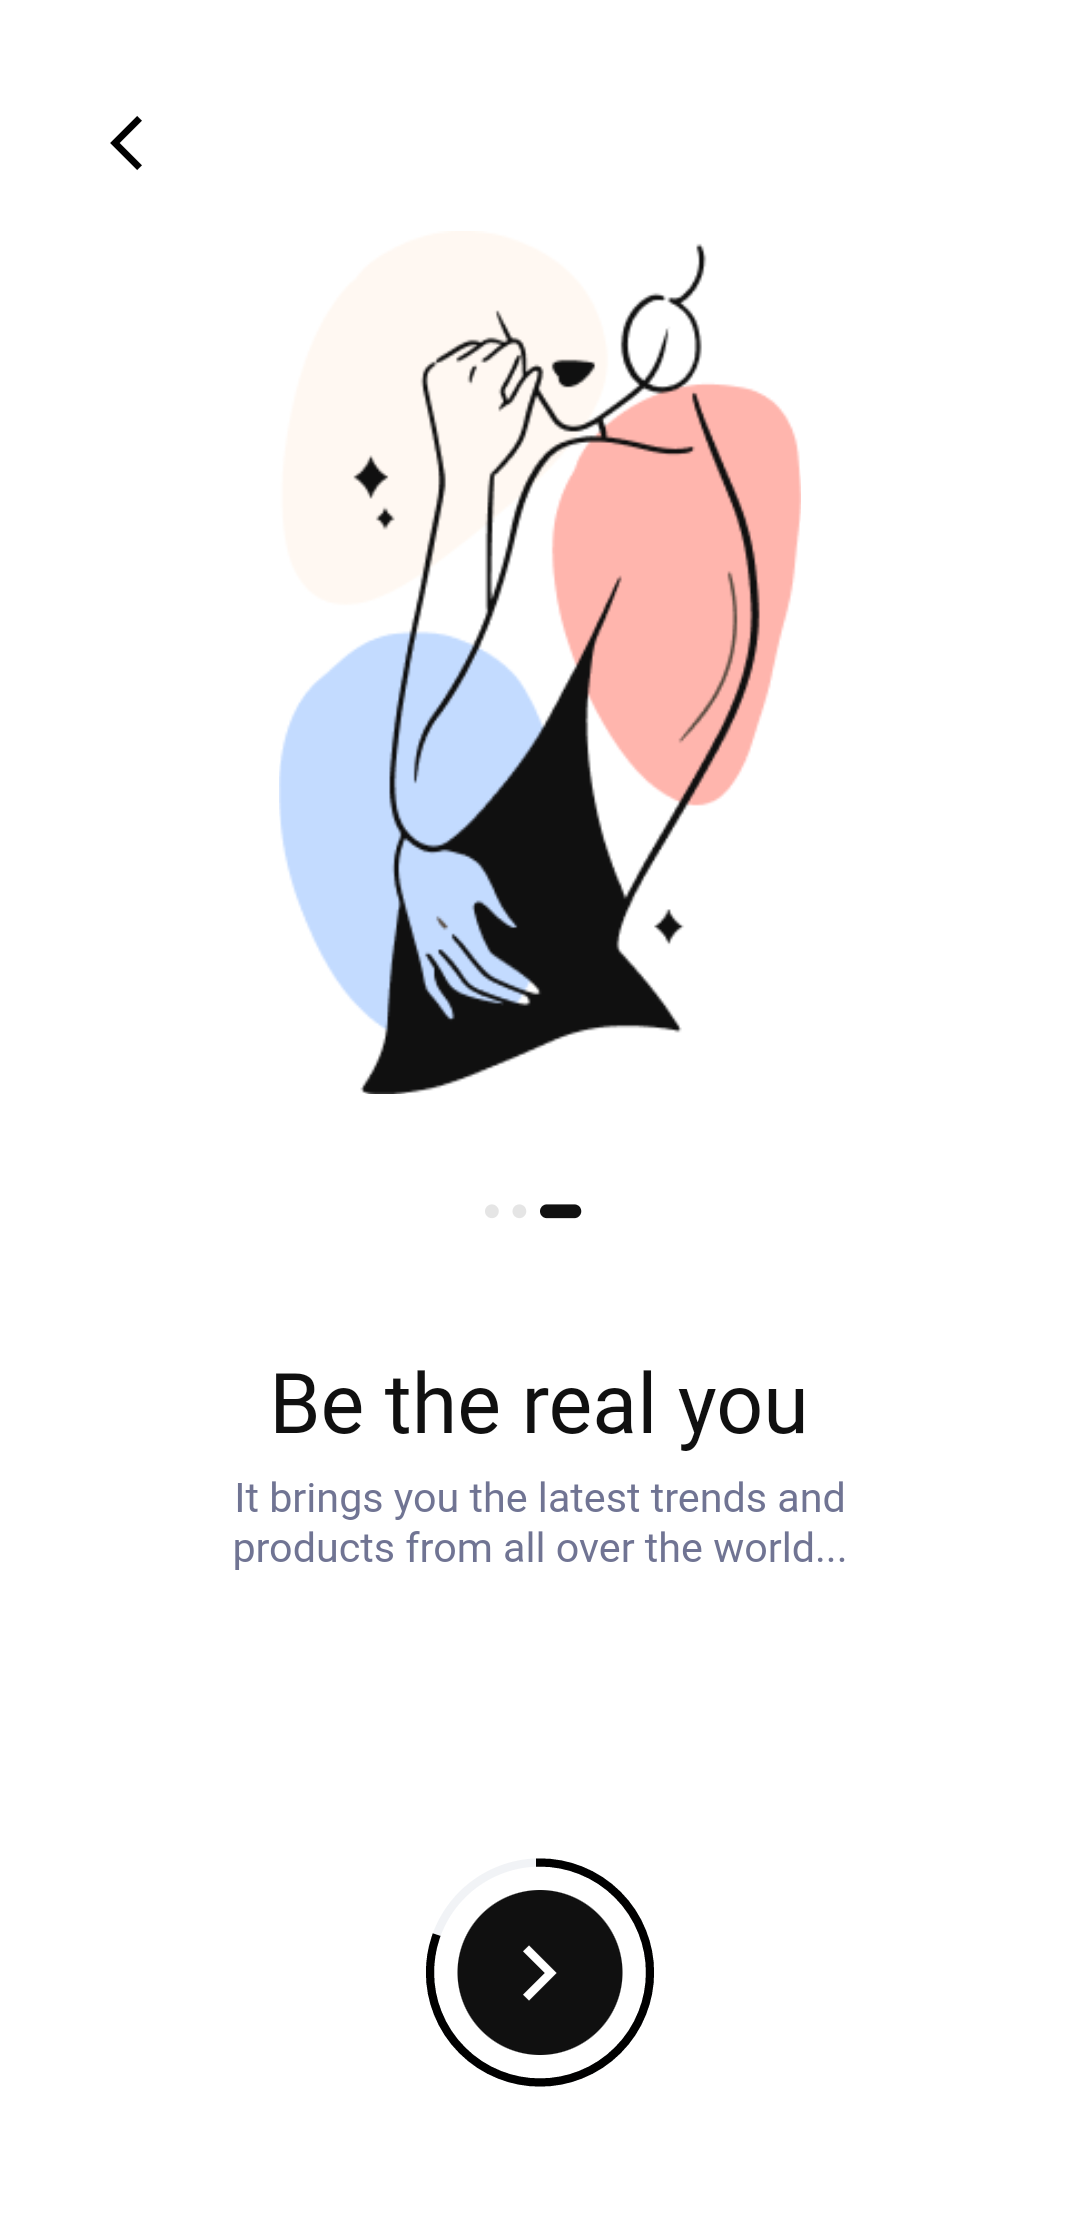 Be the real you
It brings you the latest trends and
products from all over the world...